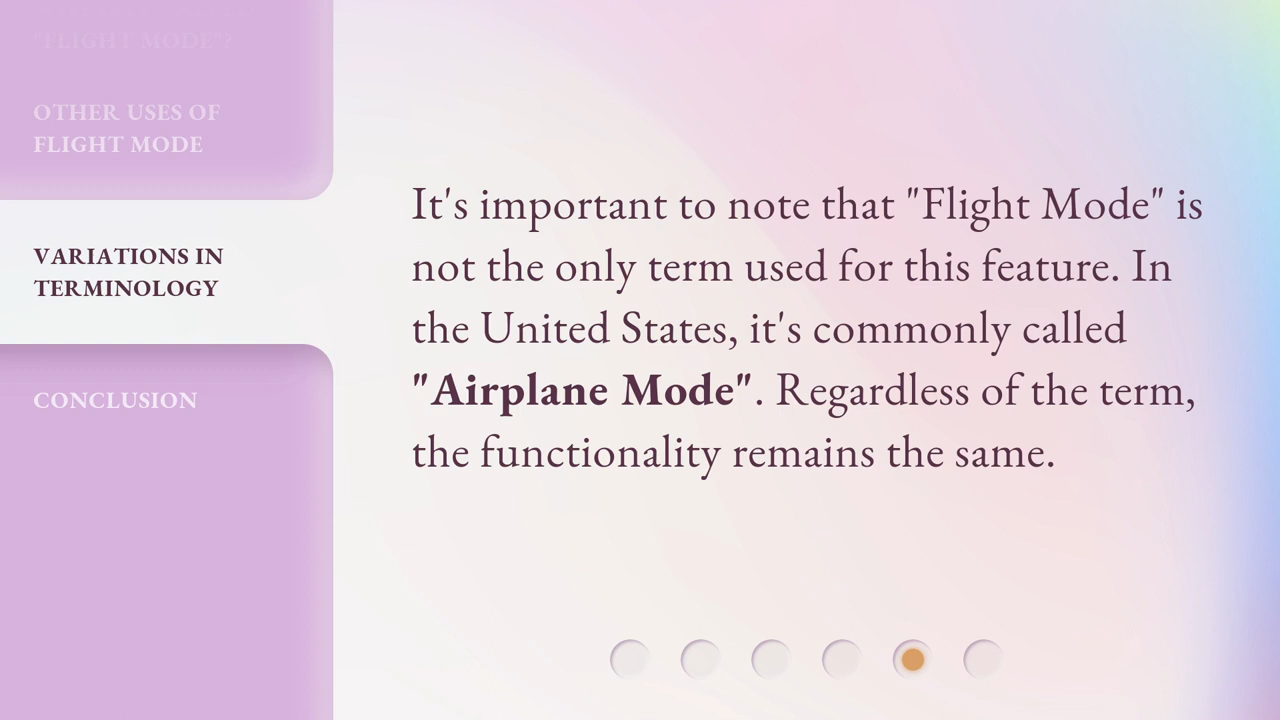 "FLIGHT MODE"?
OTHER USES OF
FLIGHT MODE
VARIATIONS IN
TERMINOLOGY
CONCLUSION
It's important to note that "Flight Mode" is
not the only term used for this feature. In
the United States, it's commonly called
"Airplane Mode". Regardless of the term,
the functionality remains the same.